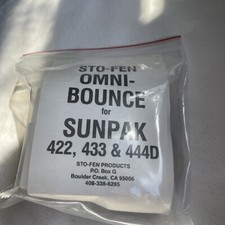 STO-FEN
OMNI-
BOUNCE
for
SUNPAK
422, 433 & 444D
STO-FEN PRODUCTS
P.O. Box G
Boulder Creek, CA 95006
408-338-6295